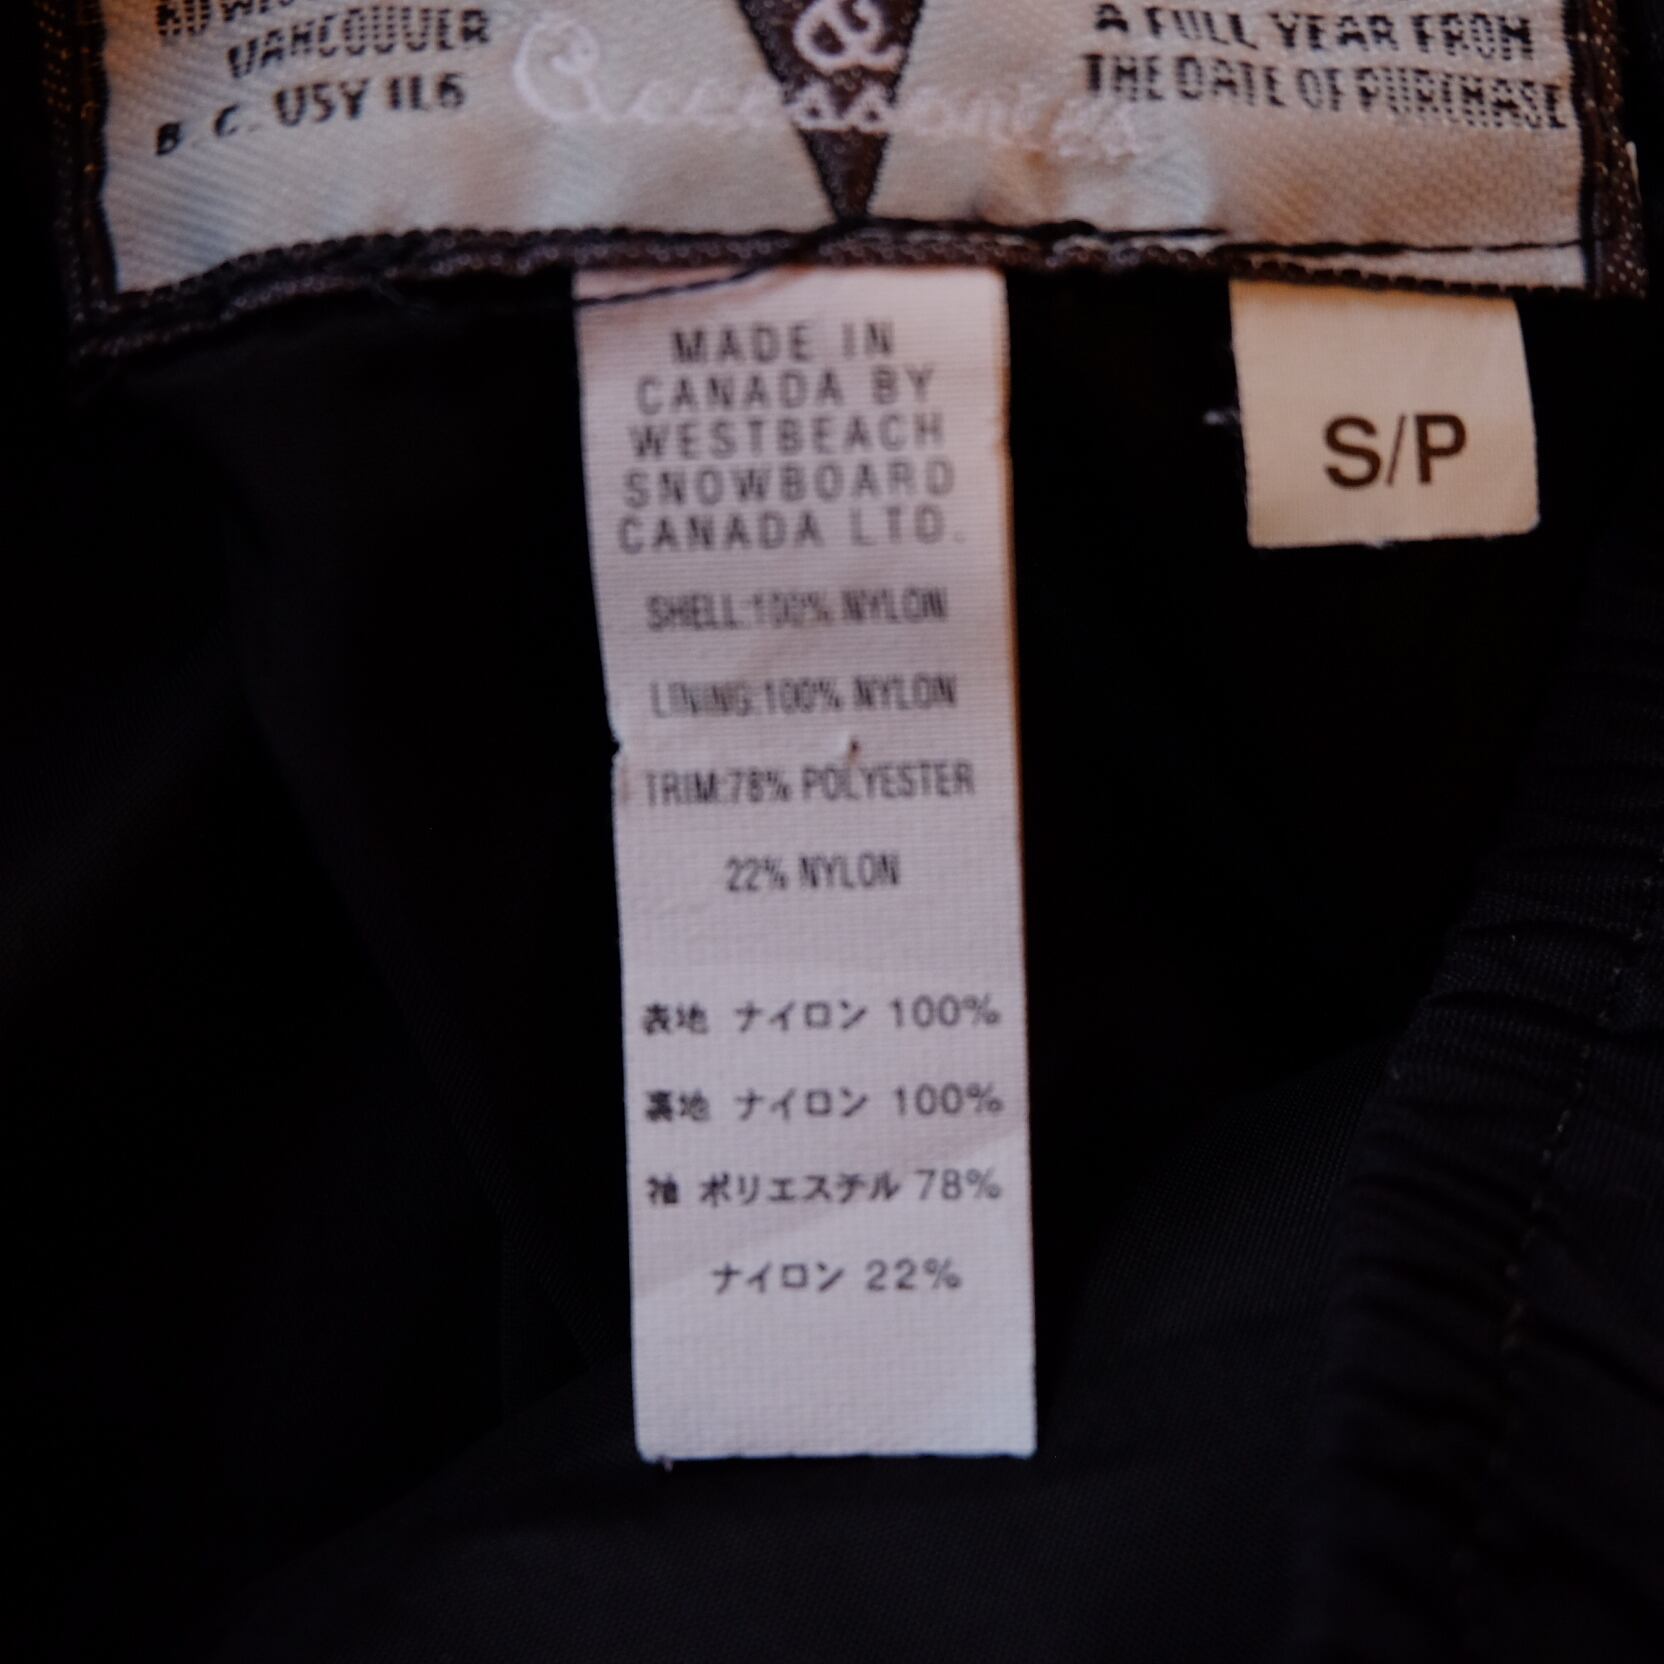 VANCOUVER
B.C. V5Y 1L6
&
Accessories
A FULL YEAR FROM
THE DATE OF PURCHASE
MADE IN
CANADA BY
WESTBEACH
SNOWBOARD
CANADA LTD.
SHELL:100% NYLON
LINING:100% NYLON
TRIM:78% POLYESTER
22% NYLON
表地 ナイロン 100%
裏地 ナイロン 100%
袖 ポリエステル 78%
ナイロン 22%
S/P